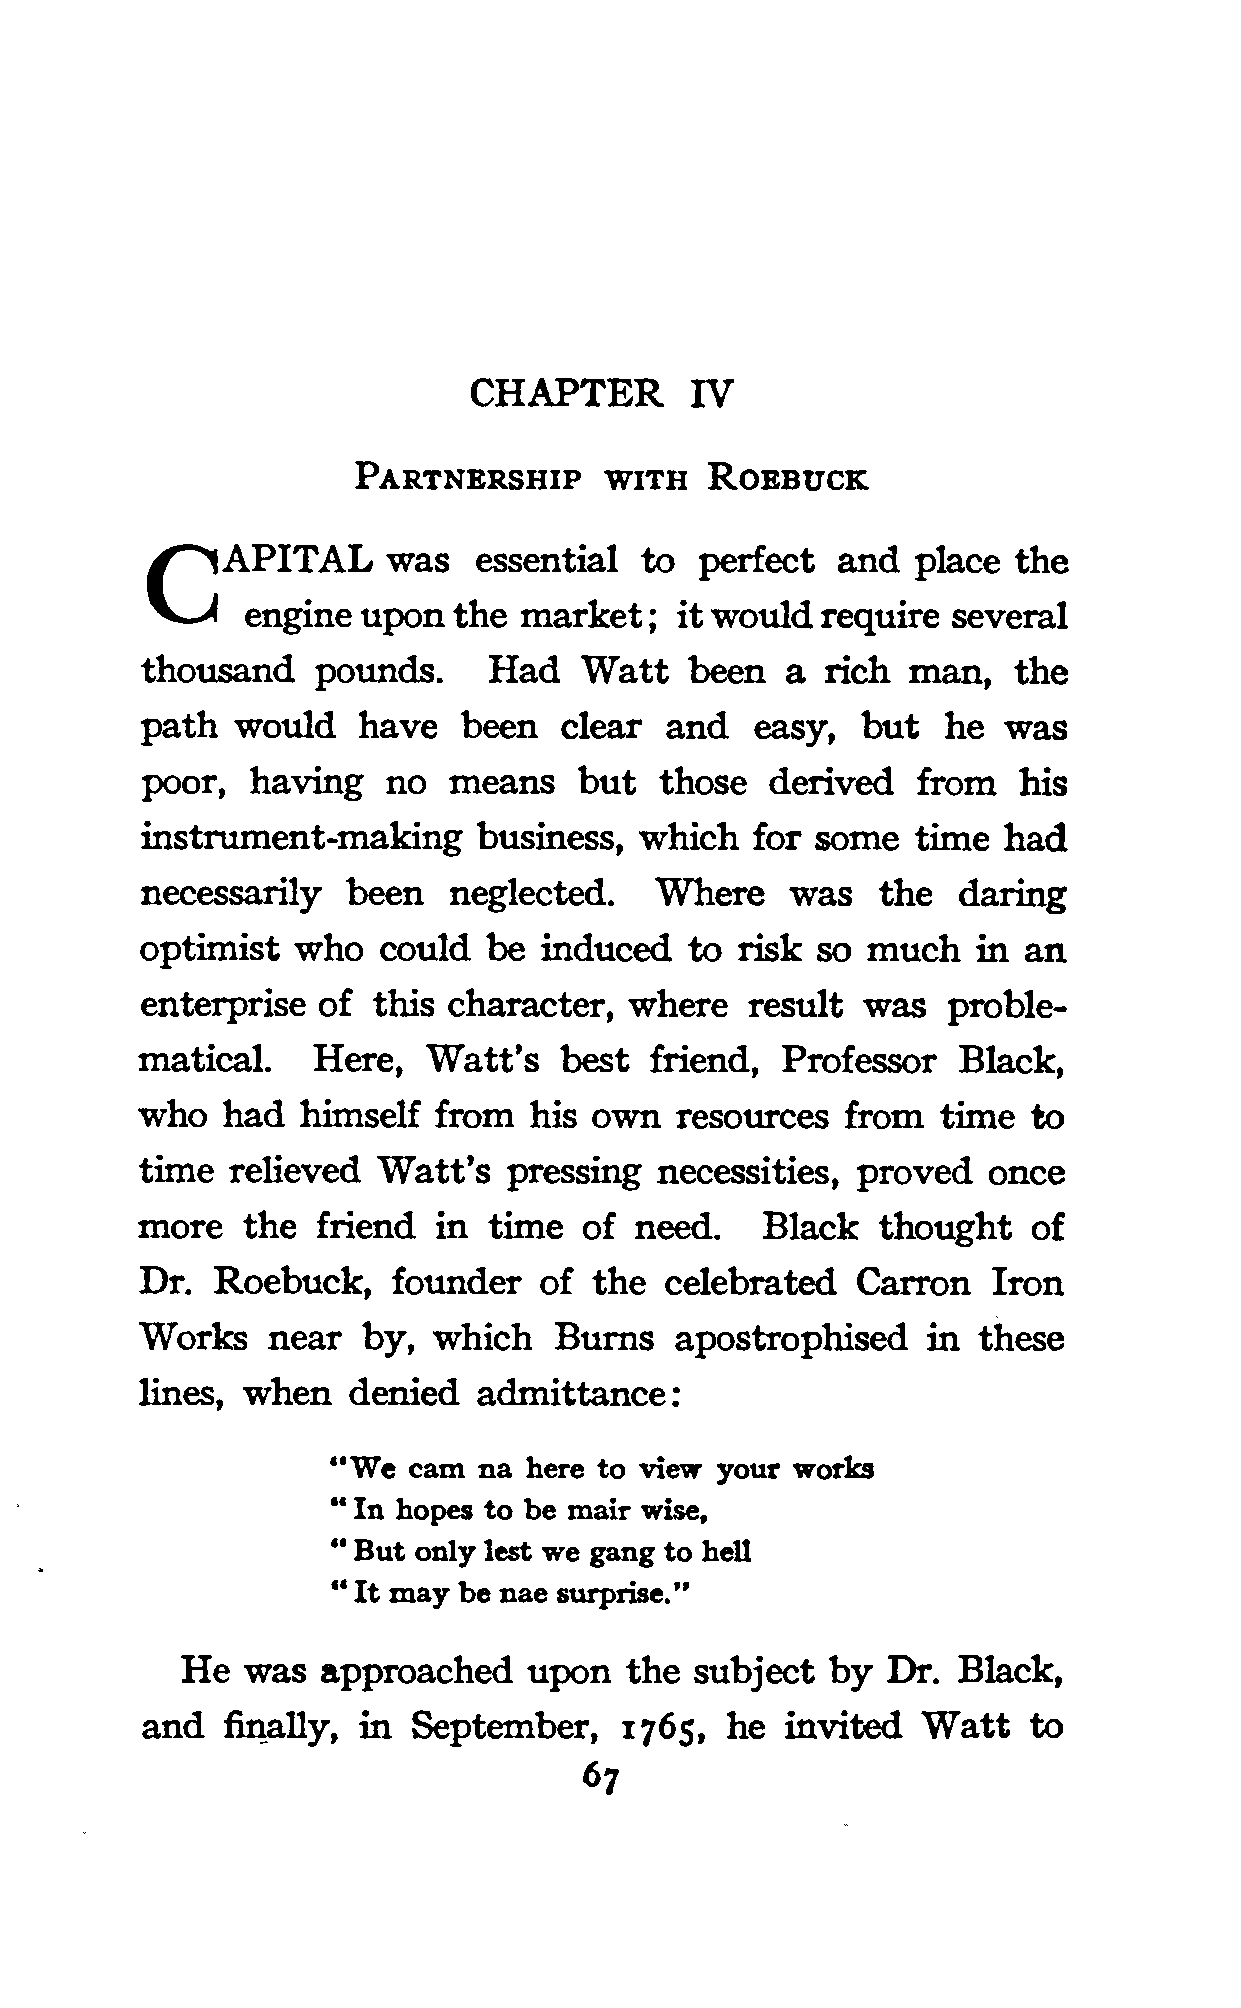 CHAPTER IV
PARTNERSHIP WITH ROEBUCK
CAPITAL was essential to perfect and place the
engine upon the market; it would require several
thousand pounds. Had Watt been a rich man, the
path would have been clear and easy, but he was
poor, having no means but those derived from his
instrument-making business, which for some time had
necessarily been neglected. Where was the daring
optimist who could be induced to risk so much in an
enterprise of this character, where result was proble-
matical. Here, Watt's best friend, Professor Black,
who had himself from his own resources from time to
time relieved Watt's pressing necessities, proved once
more the friend in time of need. Black thought of
Dr. Roebuck, founder of the celebrated Carron Iron
Works near by, which Burns apostrophised in these
lines, when denied admittance:
"We cam na here to view your works
"In hopes to be mair wise,
"But only lest we gang to hell
"It may be nae surprise."
He was approached upon the subject by Dr. Black,
and finally, in September, 1765, he invited Watt to
67